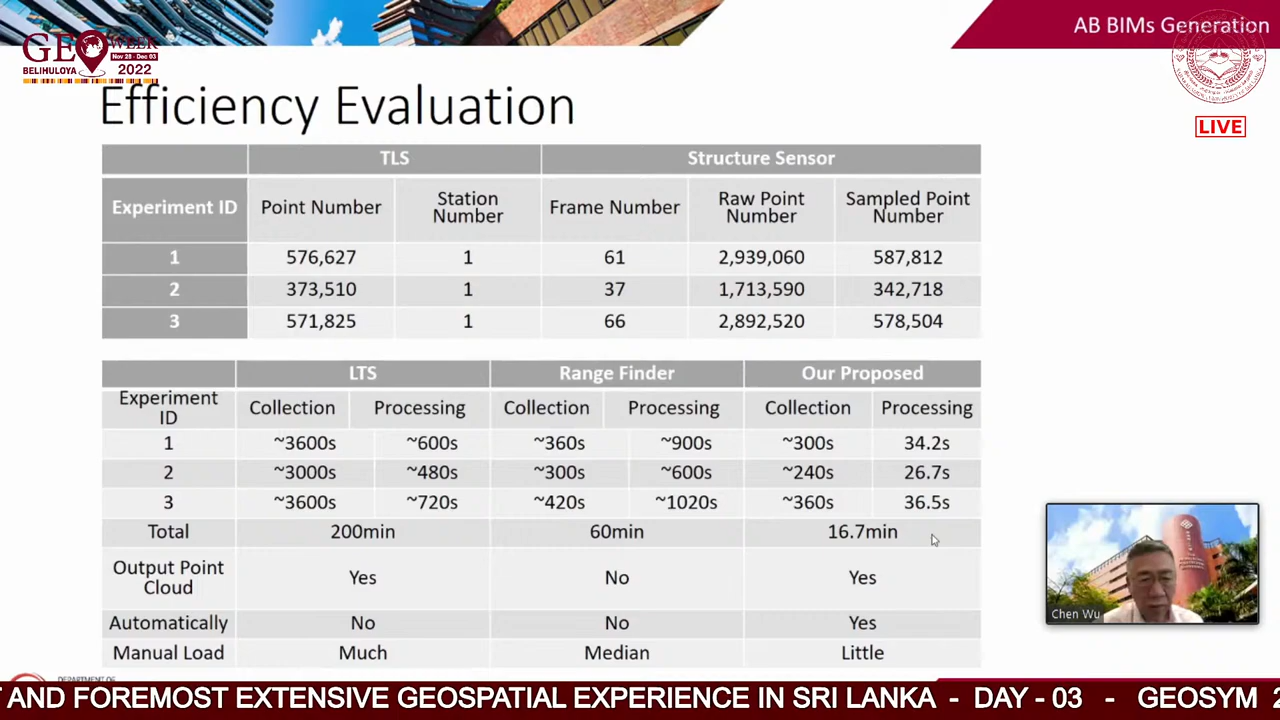 AB BIMs Generation
GEO WEEK
Nov 28 - Dec 03
BELIHULOYA 2022
LIVE
Efficiency Evaluation
TLS Structure Sensor
Experiment ID Point Number Station Number Frame Number Raw Point Number Sampled Point Number
1 576,627 1 61 2,939,060 587,812
2 373,510 1 37 1,713,590 342,718
3 571,825 1 66 2,892,520 578,504
LTS Range Finder Our Proposed
Experiment ID Collection Processing Collection Processing Collection Processing
1 ~3600s ~600s ~360s ~900s ~300s 34.2s
2 ~3000s ~480s ~300s ~600s ~240s 26.7s
3 ~3600s ~720s ~420s ~1020s ~360s 36.5s
Total 200min 60min 16.7min
Output Point Cloud Yes No Yes
Automatically No No Yes
Manual Load Much Median Little
Chen Wu
T AND FOREMOST EXTENSIVE GEOSPATIAL EXPERIENCE IN SRI LANKA - DAY - 03 - GEOSYM 2